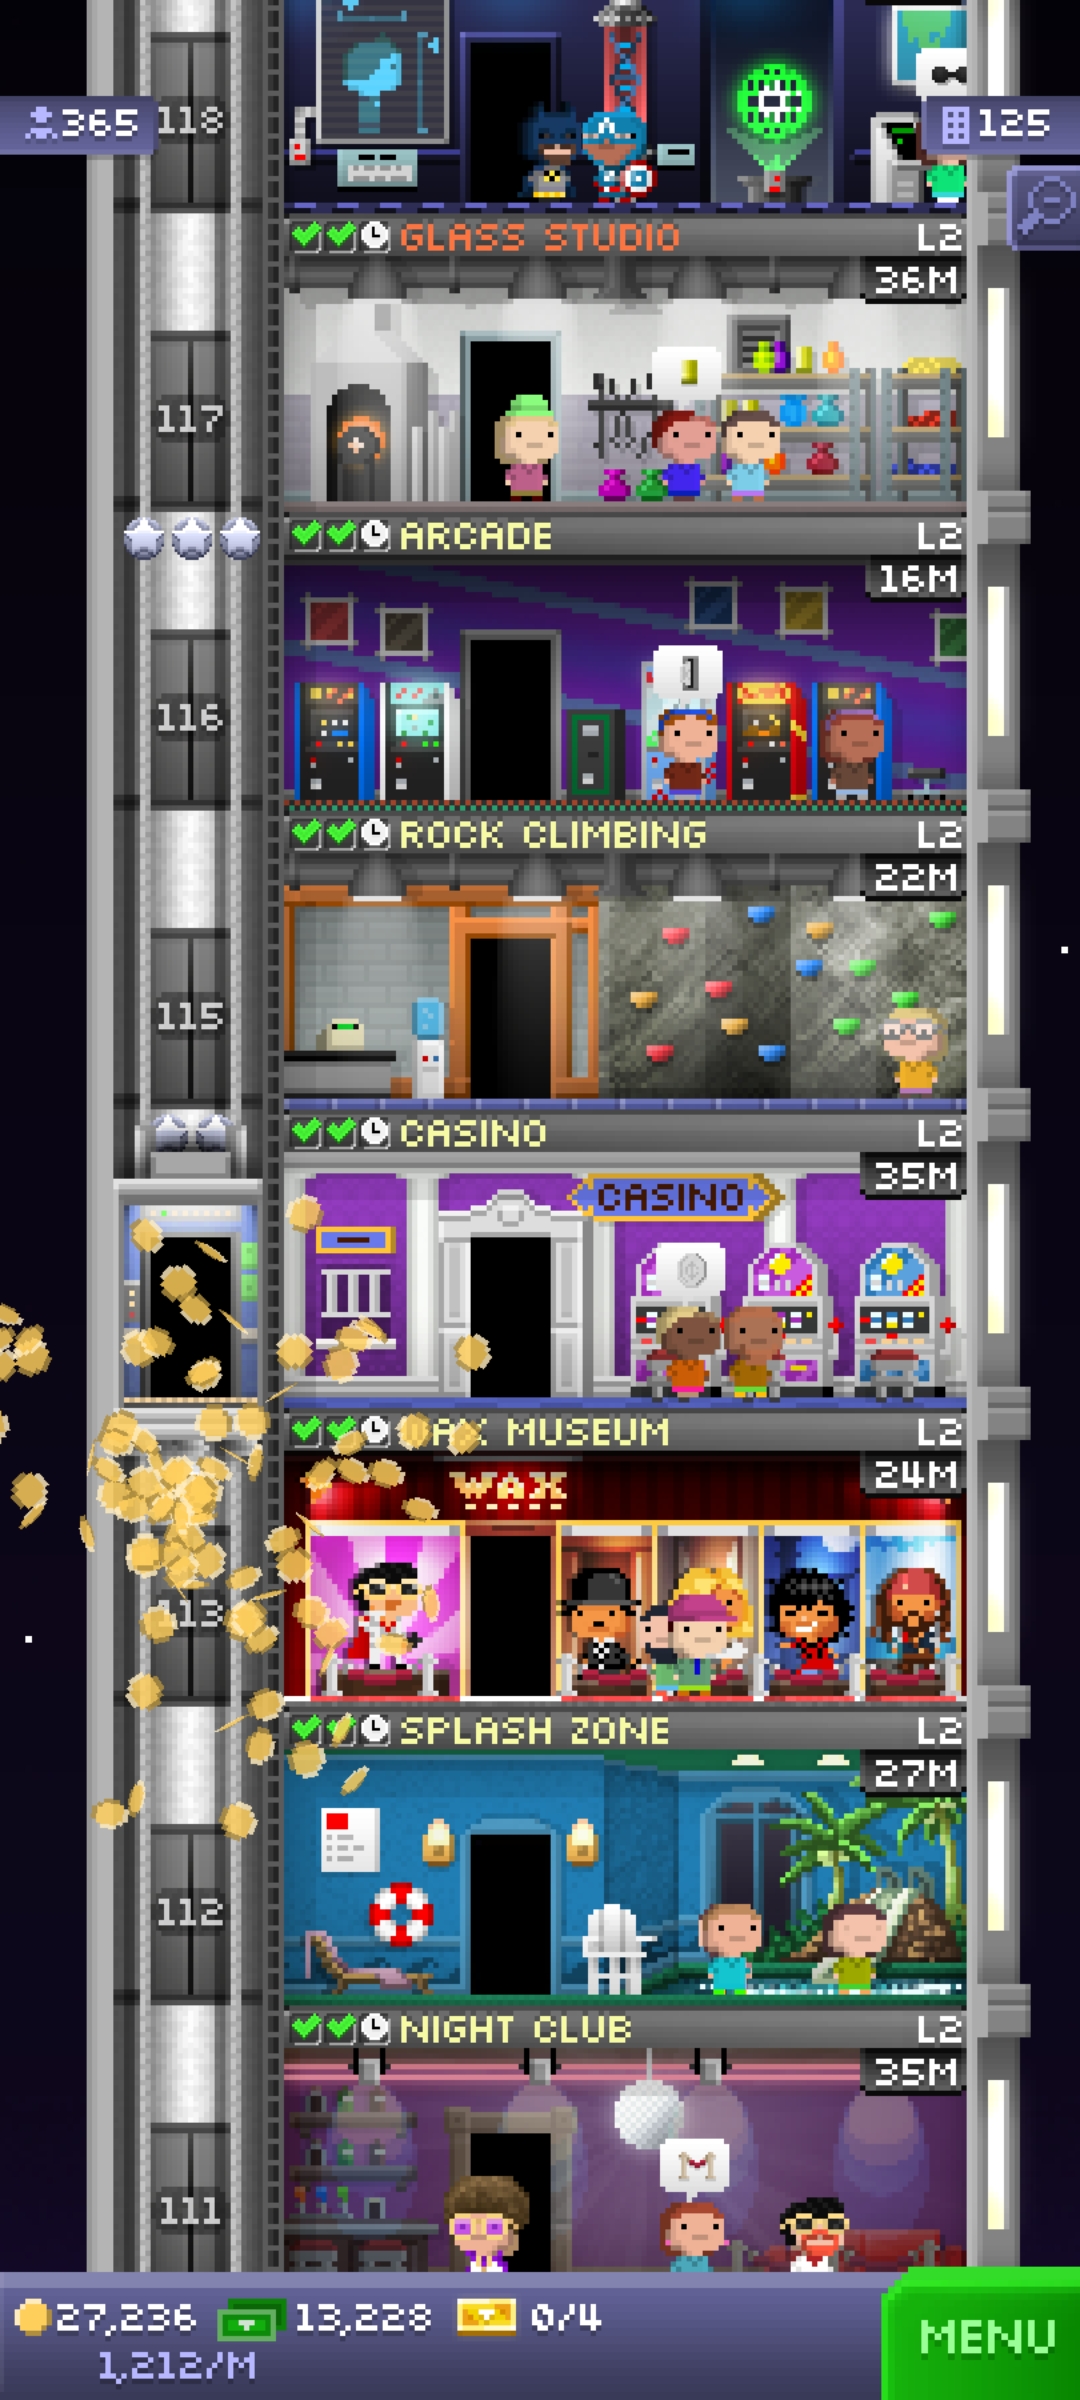 365
118
125
GLASS STUDIO L2
36M
117
ARCADE L2
16M
116
ROCK CLIMBING L2
22M
115
CASINO L2
35M
CASINO
WAX MUSEUM L2
24M
WAX
113
SPLASH ZONE L2
27M
112
NIGHT CLUB L2
35M
111
27,236 13,228 0/4
1,212/M
MENU